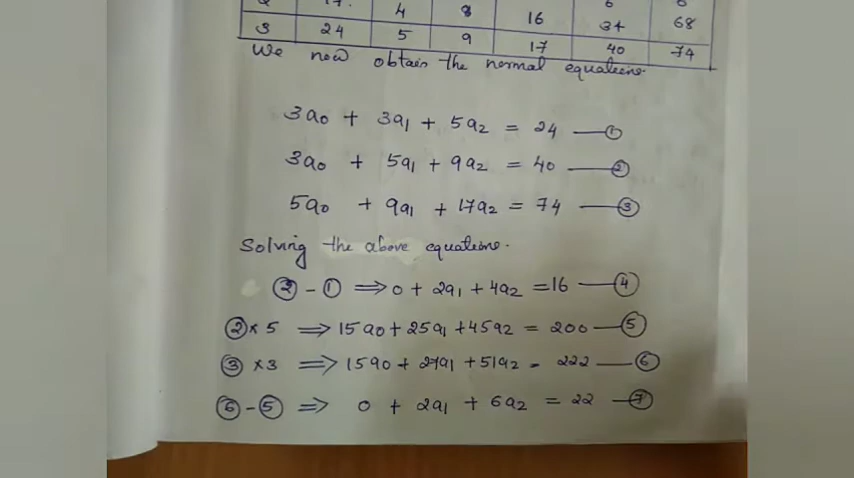 2 17. 4 8 16 34 68
3 24 5 9 17 40 74
We now obtain the normal equations.
3a₀ + 3a₁ + 5a₂ = 24 —①
3a₀ + 5a₁ + 9a₂ = 40 —②
5a₀ + 9a₁ + 17a₂ = 74 —③
Solving the above equations.
② - ① ⟹ 0 + 2a₁ + 4a₂ = 16 —④
② × 5 ⟹ 15a₀ + 25a₁ + 45a₂ = 200 —⑤
③ × 3 ⟹ 15a₀ + 27a₁ + 51a₂ = 222 —⑥
⑥ - ⑤ ⟹ 0 + 2a₁ + 6a₂ = 22 —⑦